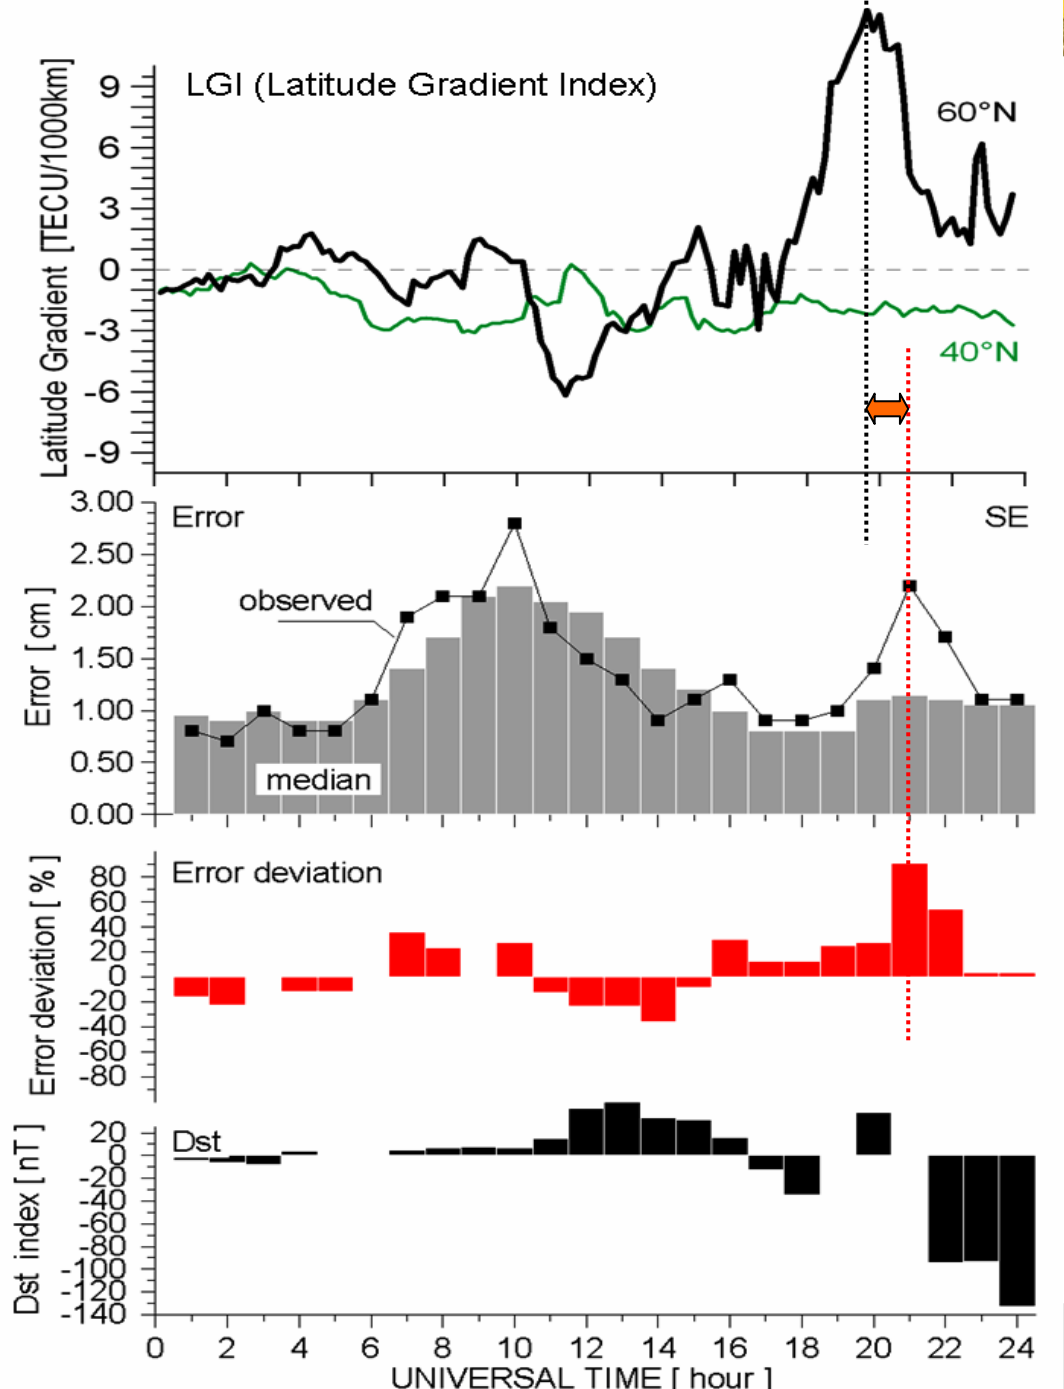 LGI (Latitude Gradient Index)
Latitude Gradient [TECU/1000km]
9
6
3
0
-3
-6
-9
60°N
40°N
Error
SE
Error [ cm ]
3.00
2.50
2.00
1.50
1.00
0.50
0.00
observed
median
Error deviation
Error deviation [ % ]
80
60
40
20
0
-20
-40
-60
-80
Dst
Dst index [ nT ]
20
0
-20
-40
-60
-80
-100
-120
-140
0 2 4 6 8 10 12 14 16 18 20 22 24
UNIVERSAL TIME [ hour ]